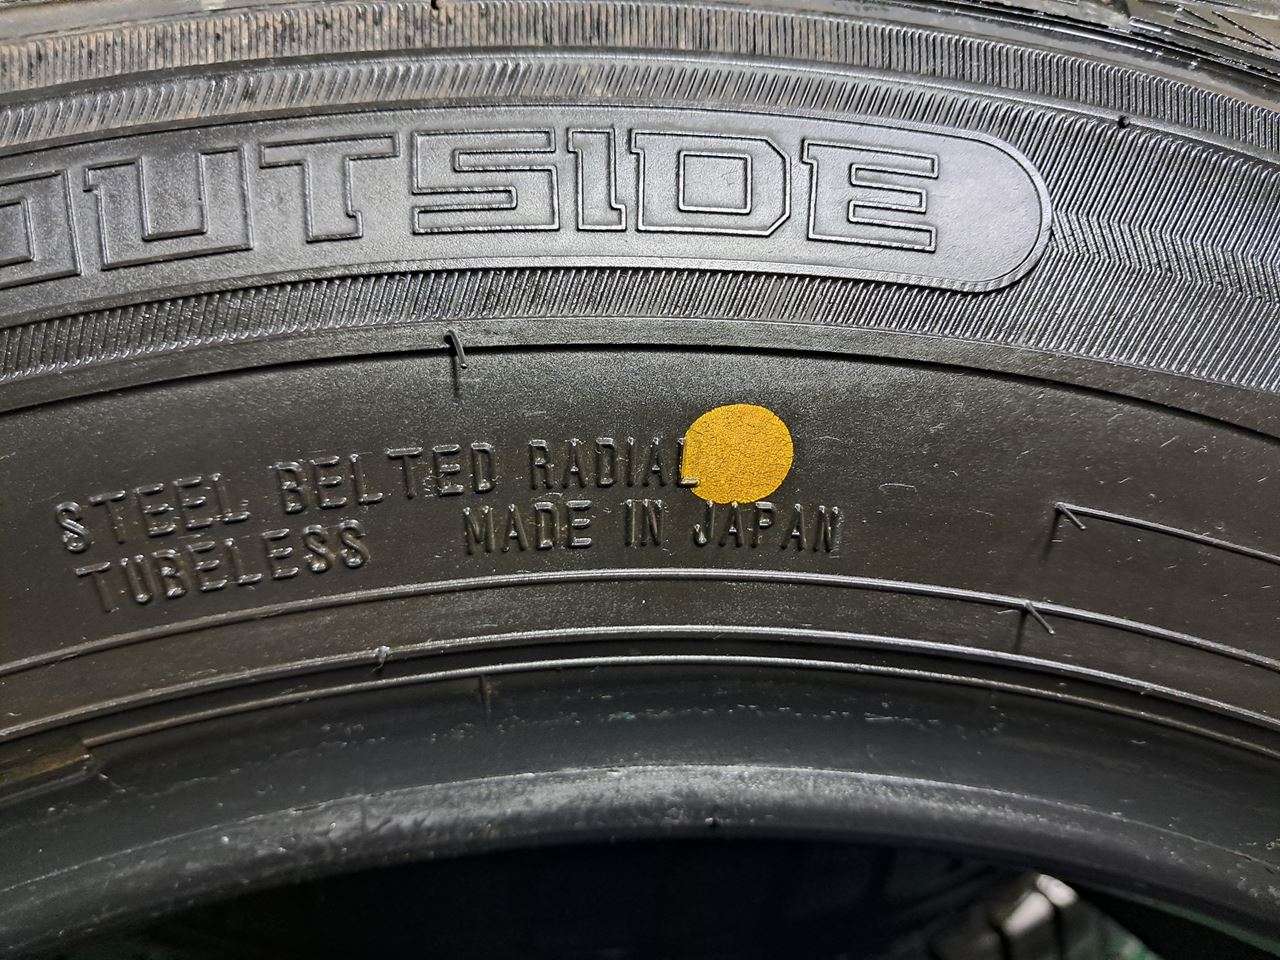 OUTSIDE
STEEL BELTED RADIAL
TUBELESS MADE IN JAPAN